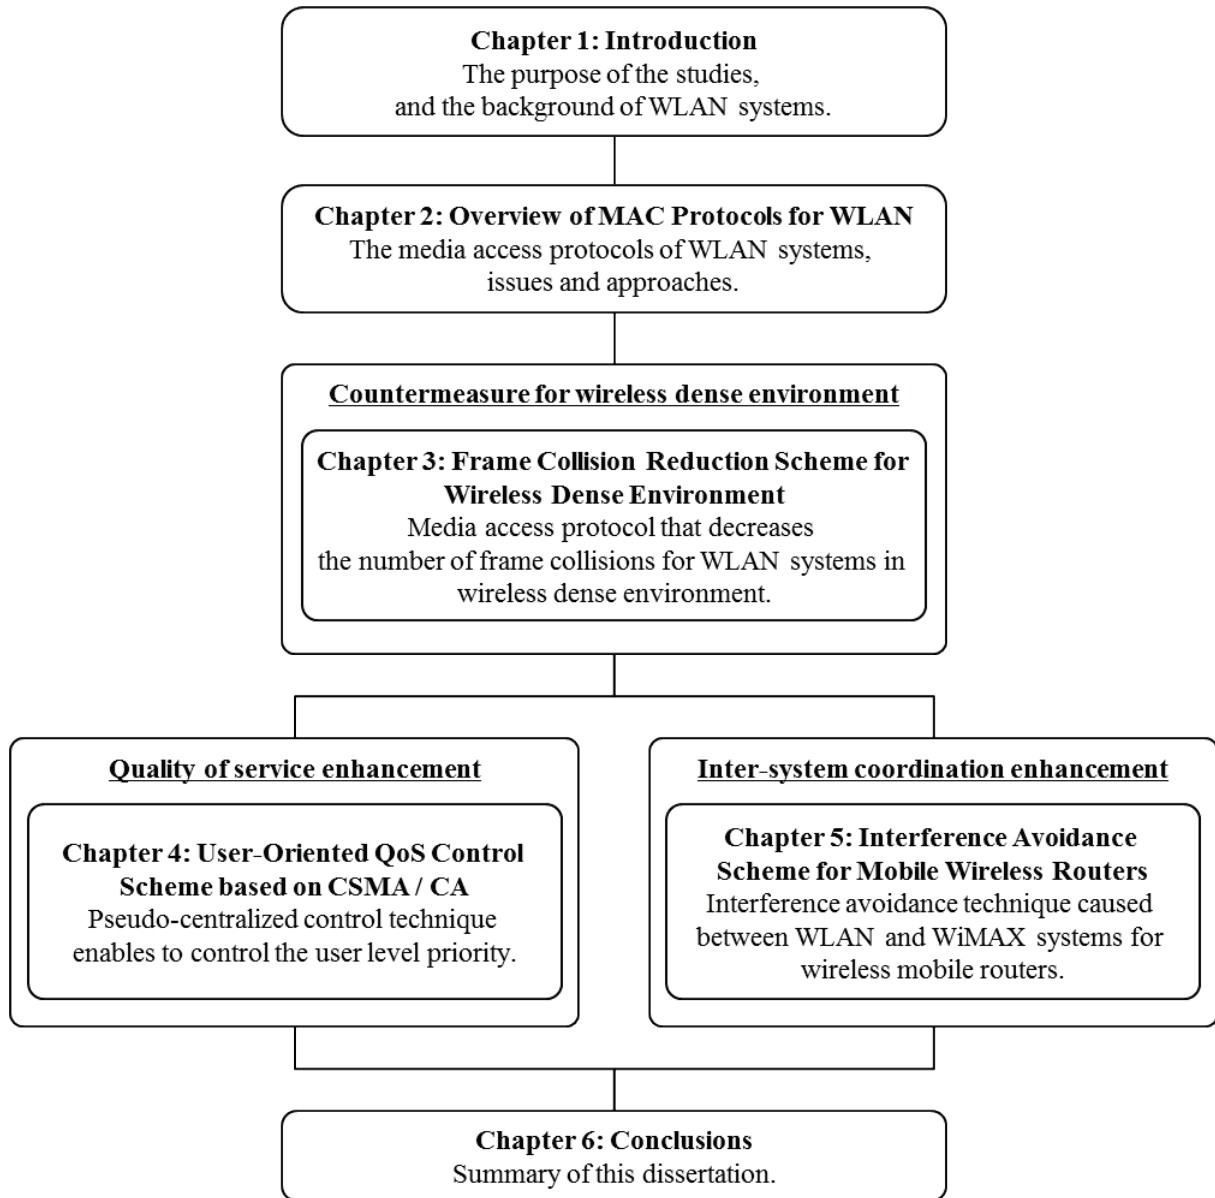 Chapter 1: Introduction
The purpose of the studies,
and the background of WLAN systems.
Chapter 2: Overview of MAC Protocols for WLAN
The media access protocols of WLAN systems,
issues and approaches.
Countermeasure for wireless dense environment
Chapter 3: Frame Collision Reduction Scheme for
Wireless Dense Environment
Media access protocol that decreases
the number of frame collisions for WLAN systems in
wireless dense environment.
Quality of service enhancement
Chapter 4: User-Oriented QoS Control
Scheme based on CSMA / CA
Pseudo-centralized control technique
enables to control the user level priority.
Inter-system coordination enhancement
Chapter 5: Interference Avoidance
Scheme for Mobile Wireless Routers
Interference avoidance technique caused
between WLAN and WiMAX systems for
wireless mobile routers.
Chapter 6: Conclusions
Summary of this dissertation.